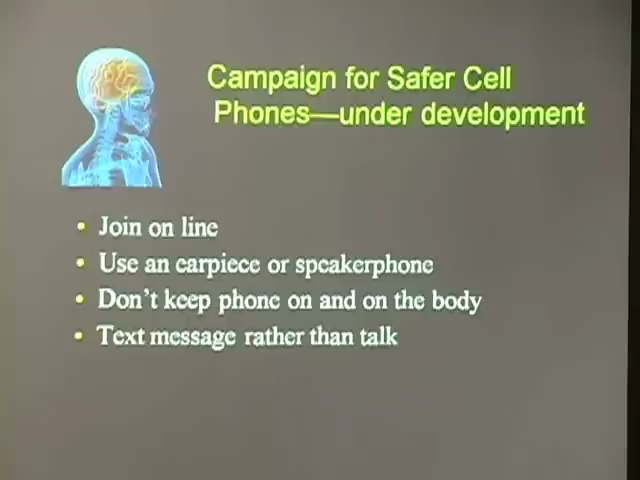 Campaign for Safer Cell
Phones—under development
• Join on line
• Use an earpiece or speakerphone
• Don't keep phone on and on the body
• Text message rather than talk